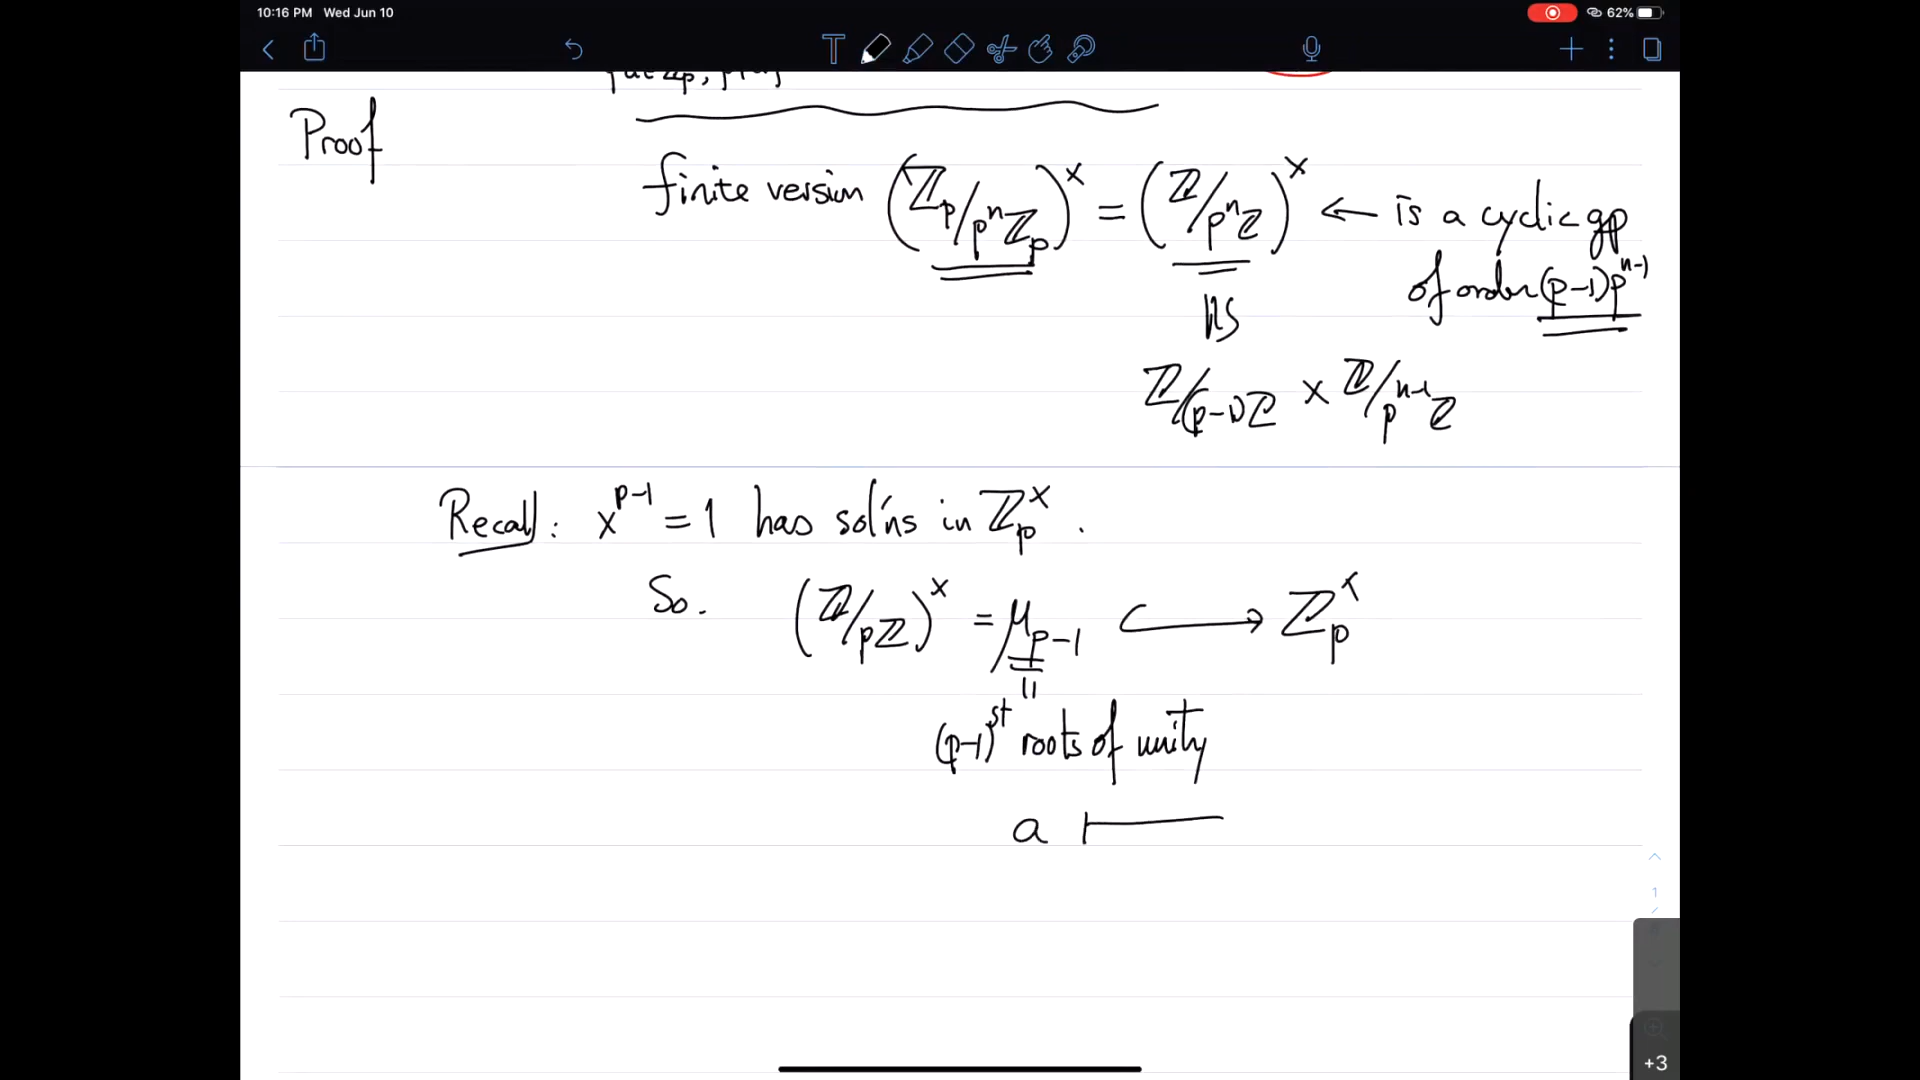 10:16 PM Wed Jun 10
62%
Proof
finite version (ℤp/pⁿℤp)ˣ = (ℤ/pⁿℤ)ˣ ← is a cyclic gp
of order (p-1)pⁿ⁻¹
≅
ℤ/(p-1)ℤ × ℤ/pⁿ⁻¹ℤ
Recall: xᵖ⁻¹ = 1 has sol'ns in ℤpˣ.
So. (ℤ/pℤ)ˣ = μp-1 ↪ ℤpˣ
=
(p-1)ˢᵗ roots of unity
a ⊢
1
+3